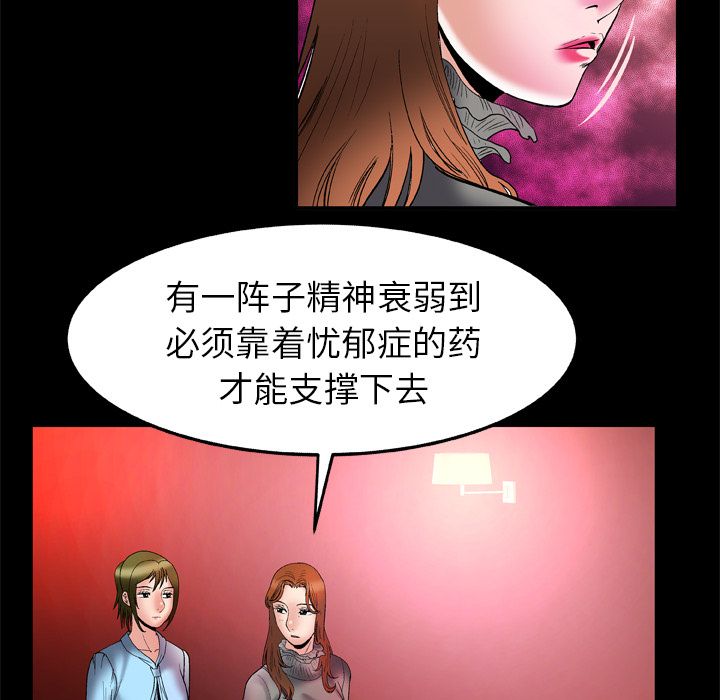 有一阵子精神衰弱到
必须靠着忧郁症的药
才能支撑下去